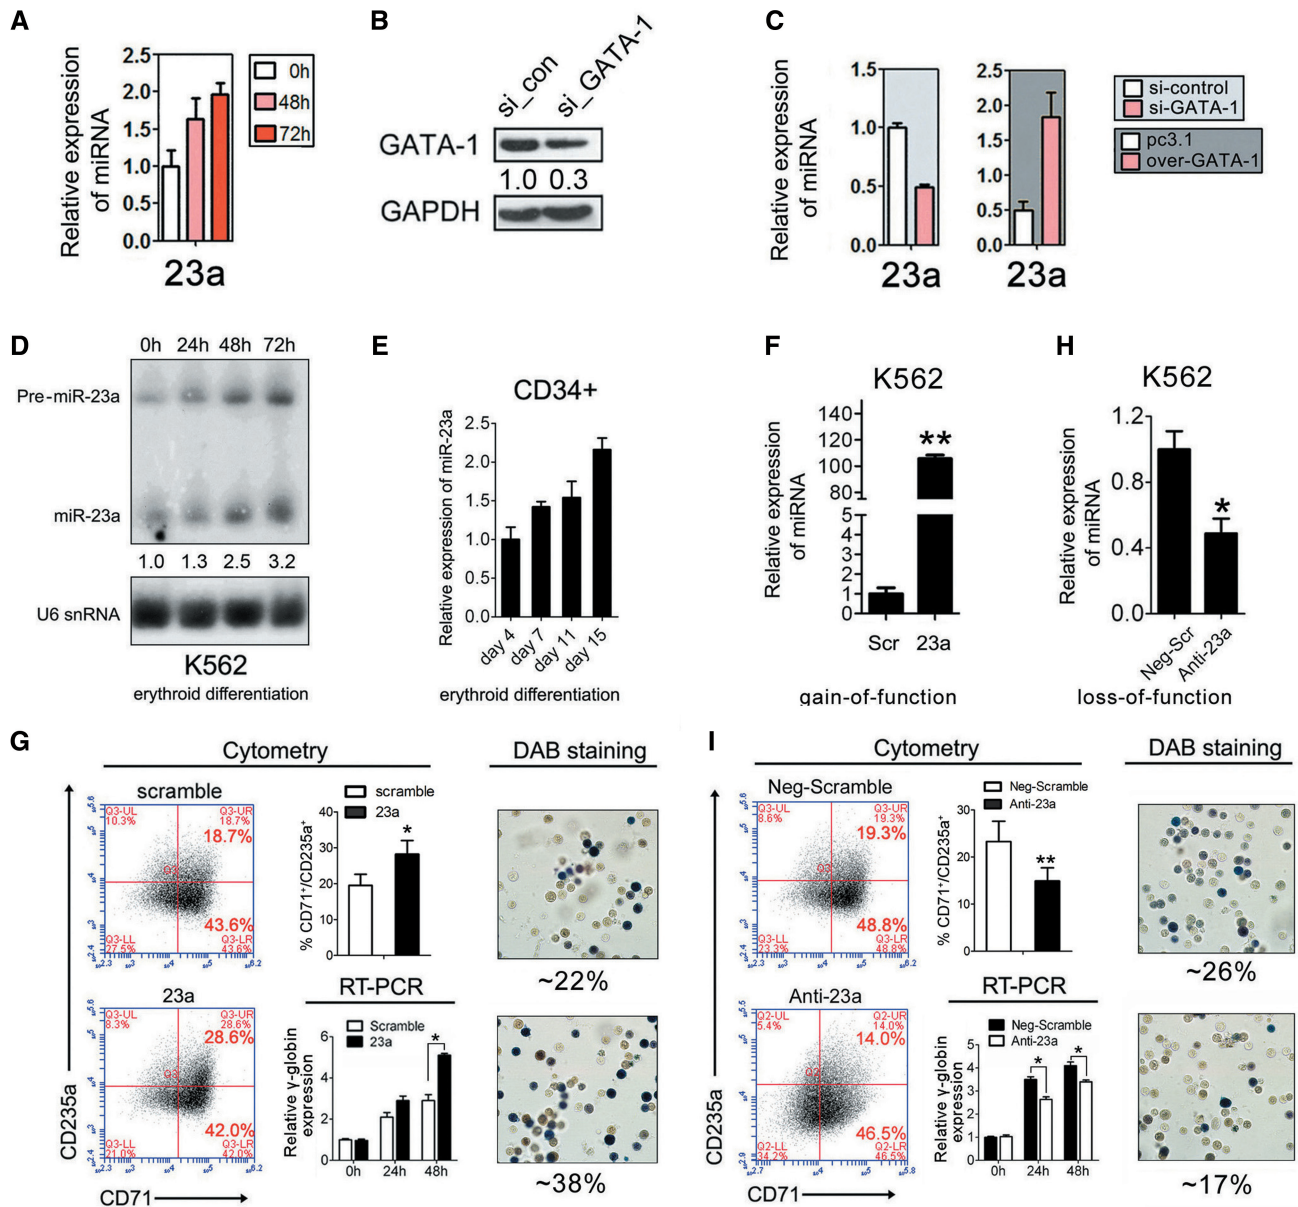 A
Relative expression
of miRNA
2.5
2.0
1.5
1.0
0.5
0.0
0h
48h
72h
23a
B
si_con
si_GATA-1
GATA-1
1.0 0.3
GAPDH
C
Relative expression
of miRNA
1.5
1.0
0.5
0.0
23a
2.5
2.0
1.5
1.0
0.5
0.0
23a
si-control
si-GATA-1
pc3.1
over-GATA-1
D
0h 24h 48h 72h
Pre-miR-23a
miR-23a
1.0 1.3 2.5 3.2
U6 snRNA
K562
erythroid differentiation
E
CD34+
Relative expression of miR-23a
2.5
2.0
1.5
1.0
0.5
0.0
day 4
day 7
day 11
day 15
erythroid differentiation
F
K562
Relative expression
of miRNA
140
120
100
80
5
4
3
2
1
0
**
Scr 23a
gain-of-function
H
K562
Relative expression
of miRNA
1.2
0.8
0.4
0.0
*
Neg-Scr
Anti-23a
loss-of-function
G
Cytometry
DAB staining
scramble
Q3-UL
10.3%
Q3-UR
18.7%
18.7%
43.6%
Q3-LL
27.5%
Q3-LR
43.6%
scramble
23a
% CD71+/CD235a+
40
30
20
10
0
*
~22%
23a
Q3-UL
8.3%
Q3-UR
28.6%
28.6%
42.0%
Q3-LL
21.0%
Q3-LR
42.0%
CD235a
CD71
RT-PCR
Scramble
23a
Relative γ-globin
expression
6
4
2
0
*
0h 24h 48h
~38%
I
Cytometry
DAB staining
Neg-Scramble
Q3-UL
8.6%
Q3-UR
19.3%
19.3%
48.8%
Q3-LL
23.3%
Q3-LR
48.8%
Neg-Scramble
Anti-23a
% CD71+/CD235a+
30
20
10
0
**
~26%
Anti-23a
Q2-UL
5.4%
Q2-UR
14.0%
14.0%
46.5%
Q2-LL
34.2%
Q2-LR
46.5%
CD235a
CD71
RT-PCR
Neg-Scramble
Anti-23a
Relative γ-globin
expression
5
4
3
2
1
0
*
*
0h 24h 48h
~17%